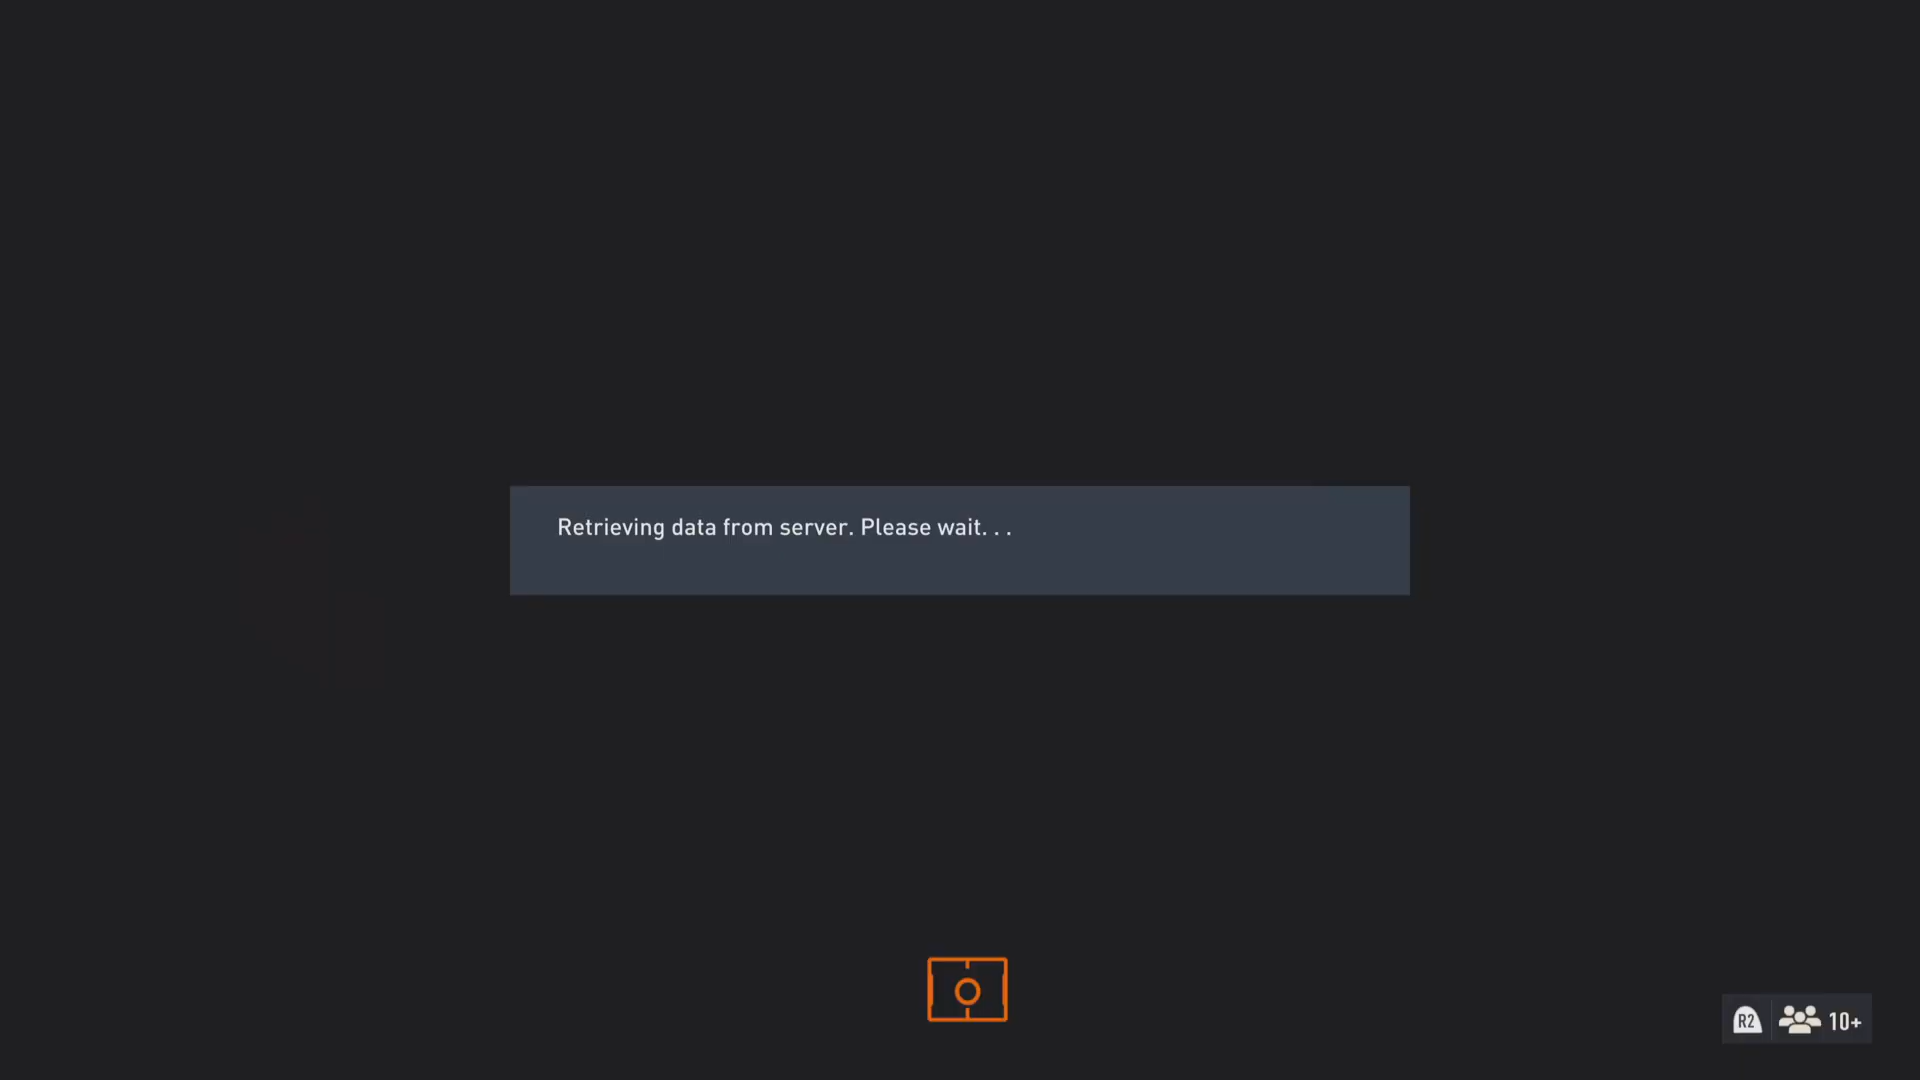 Retrieving data from server. Please wait. . .
R2 10+